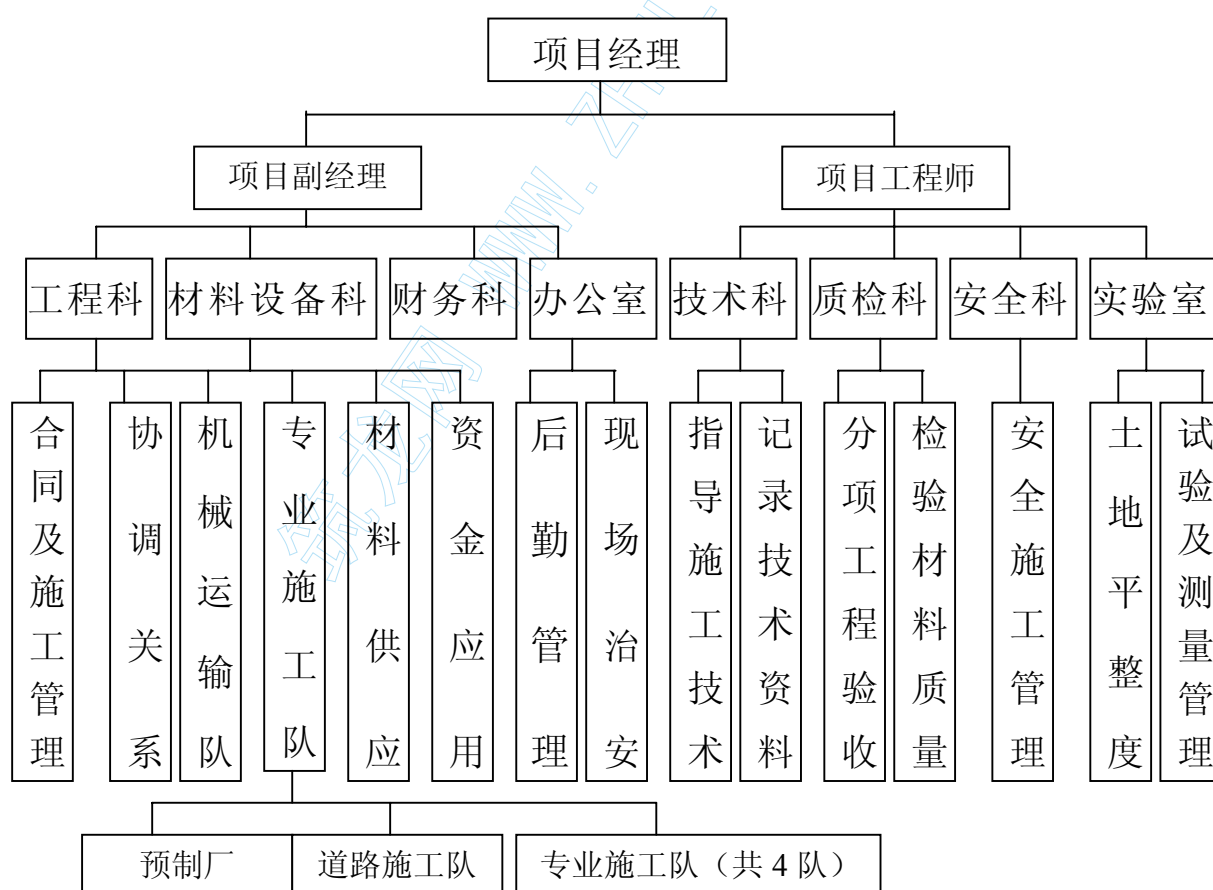 项目经理
项目副经理
项目工程师
工程科
材料设备科
财务科
办公室
技术科
质检科
安全科
实验室
合同及施工管理
协调关系
机械运输队
专业施工队
材料供应
资金应用
后勤管理
现场治安
指导施工技术
记录技术资料
分项工程验收
检验材料质量
安全施工管理
土地平整度
试验及测量管理
预制厂
道路施工队
专业施工队（共4队）
筑龙网 WWW. ZHUL